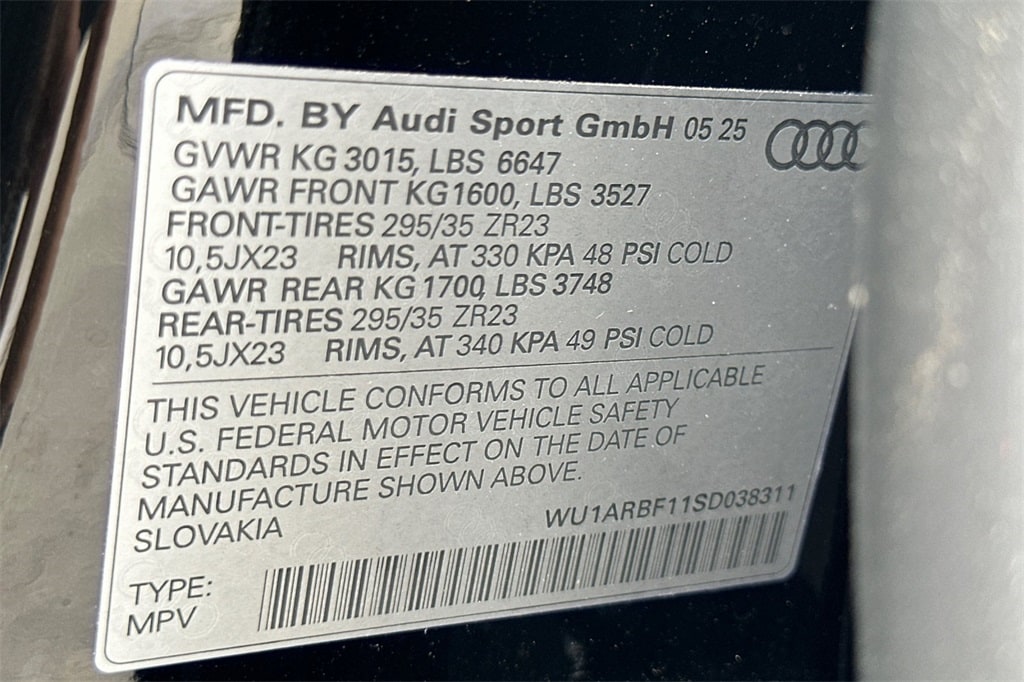 MFD. BY Audi Sport GmbH 05 25
GVWR KG 3015, LBS 6647
GAWR FRONT KG 1600, LBS 3527
FRONT-TIRES 295/35 ZR23
10,5JX23 RIMS, AT 330 KPA 48 PSI COLD
GAWR REAR KG 1700, LBS 3748
REAR-TIRES 295/35 ZR23
10,5JX23 RIMS, AT 340 KPA 49 PSI COLD
THIS VEHICLE CONFORMS TO ALL APPLICABLE
U.S. FEDERAL MOTOR VEHICLE SAFETY
STANDARDS IN EFFECT ON THE DATE OF
MANUFACTURE SHOWN ABOVE.
SLOVAKIA WU1ARBF11SD038311
TYPE:
MPV